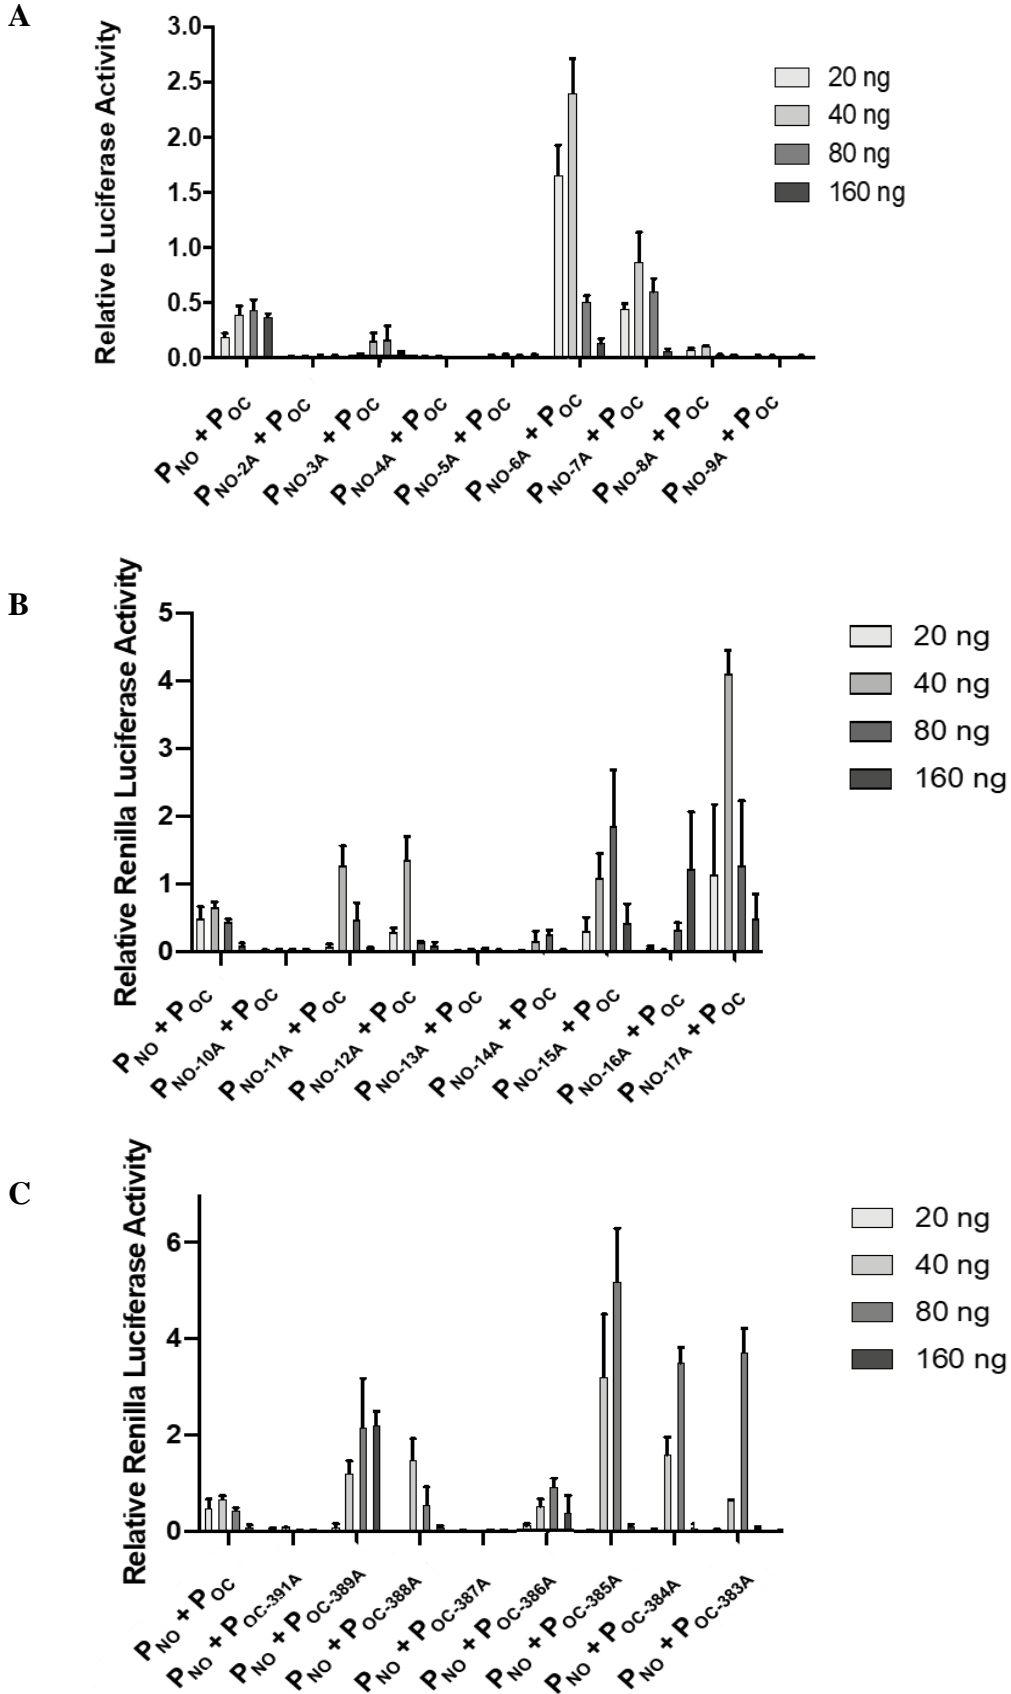 A
Relative Luciferase Activity
3.0
2.5
2.0
1.5
1.0
0.5
0.0
20 ng
40 ng
80 ng
160 ng
PNO + POC
PNO-2A + POC
PNO-3A + POC
PNO-4A + POC
PNO-5A + POC
PNO-6A + POC
PNO-7A + POC
PNO-8A + POC
PNO-9A + POC
B
Relative Renilla Luciferase Activity
5
4
3
2
1
0
20 ng
40 ng
80 ng
160 ng
PNO + POC
PNO-10A + POC
PNO-11A + POC
PNO-12A + POC
PNO-13A + POC
PNO-14A + POC
PNO-15A + POC
PNO-16A + POC
PNO-17A + POC
C
Relative Renilla Luciferase Activity
6
4
2
0
20 ng
40 ng
80 ng
160 ng
PNO + POC
PNO + POC-391A
PNO + POC-389A
PNO + POC-388A
PNO + POC-387A
PNO + POC-386A
PNO + POC-385A
PNO + POC-384A
PNO + POC-383A